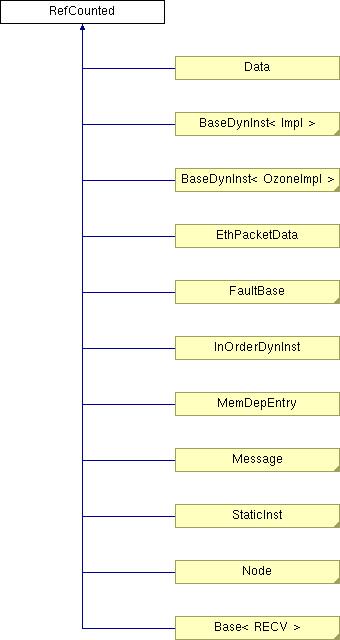 RefCounted
Data
BaseDynInst< Impl >
BaseDynInst< OzoneImpl >
EthPacketData
FaultBase
InOrderDynInst
MemDepEntry
Message
StaticInst
Node
Base< RECV >